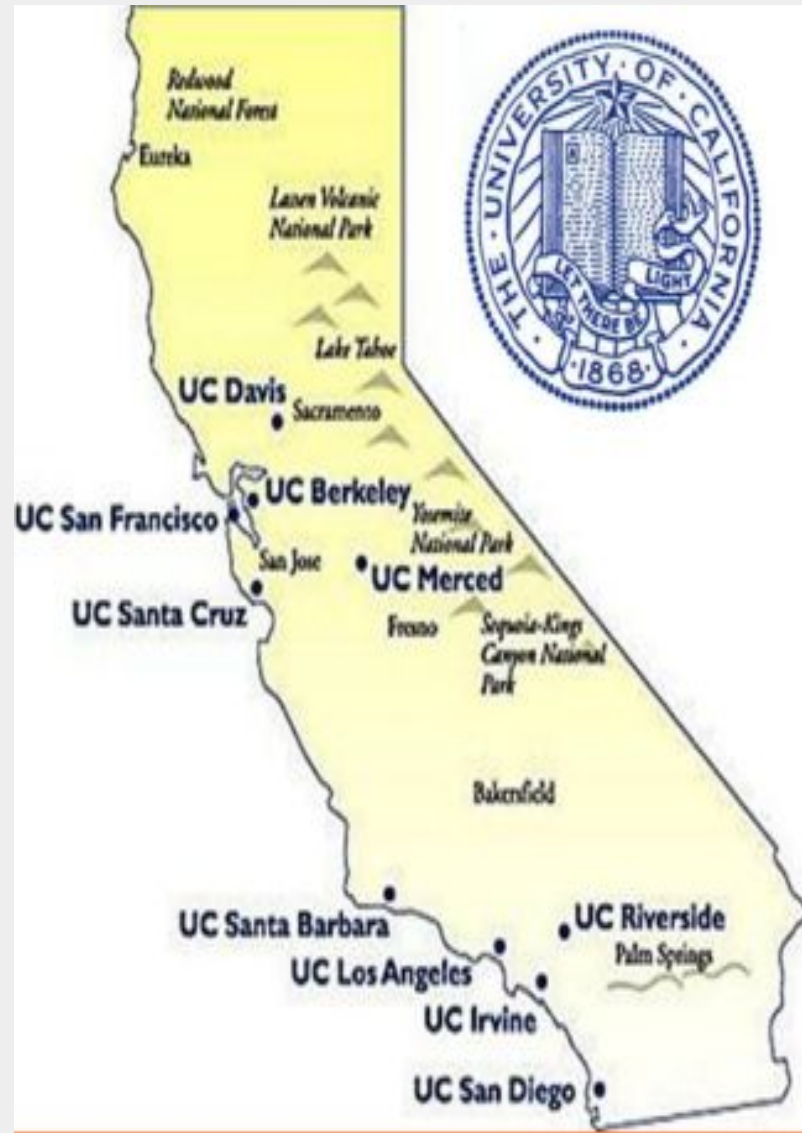 Redwood
National Forest
Eureka
Lassen Volcanic
National Park
Lake Tahoe
UC Davis
Sacramento
UC Berkeley
UC San Francisco
Yosemite
National Park
San Jose
UC Merced
UC Santa Cruz
Fresno
Sequoia-Kings
Canyon National
Park
Bakersfield
UC Santa Barbara
UC Riverside
Palm Springs
UC Los Angeles
UC Irvine
UC San Diego
· THE · UNIVERSITY · OF · CALIFORNIA ·
LET THERE BE
LIGHT
·1868·